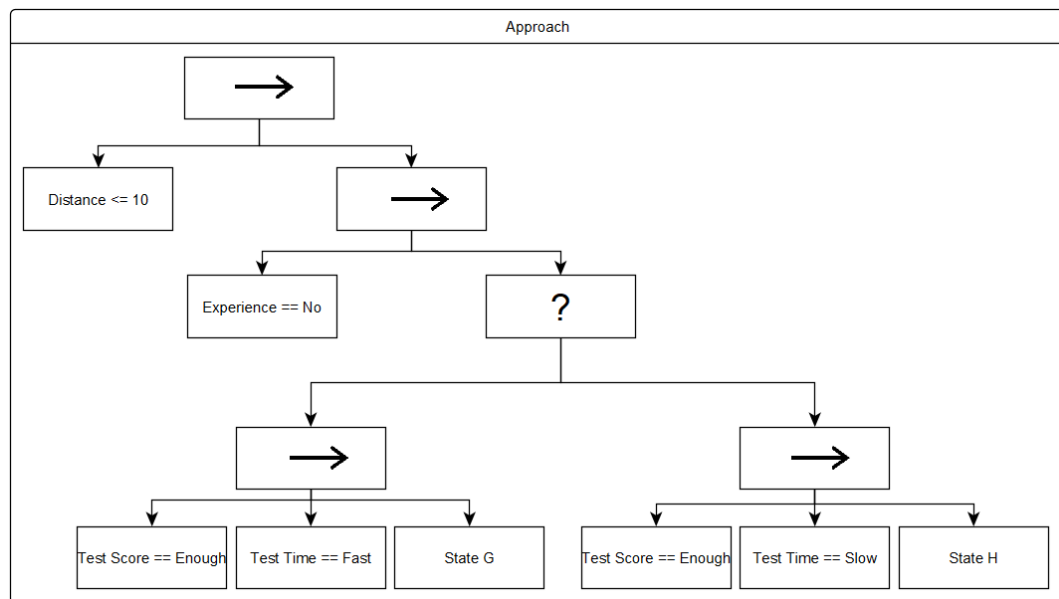 Approach
Distance <= 10
Experience == No
?
Test Score == Enough
Test Time == Fast
State G
Test Score == Enough
Test Time == Slow
State H